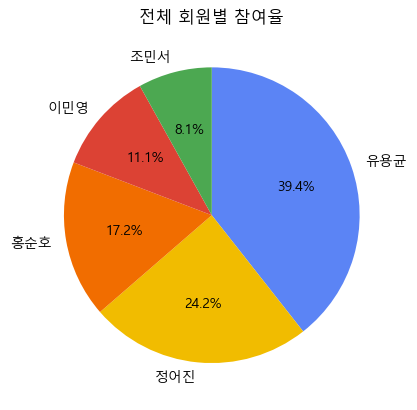 전체 회원별 참여율
조민서
이민영
8.1%
유용균
11.1%
39.4%
17.2%
홍순호
24.2%
정어진